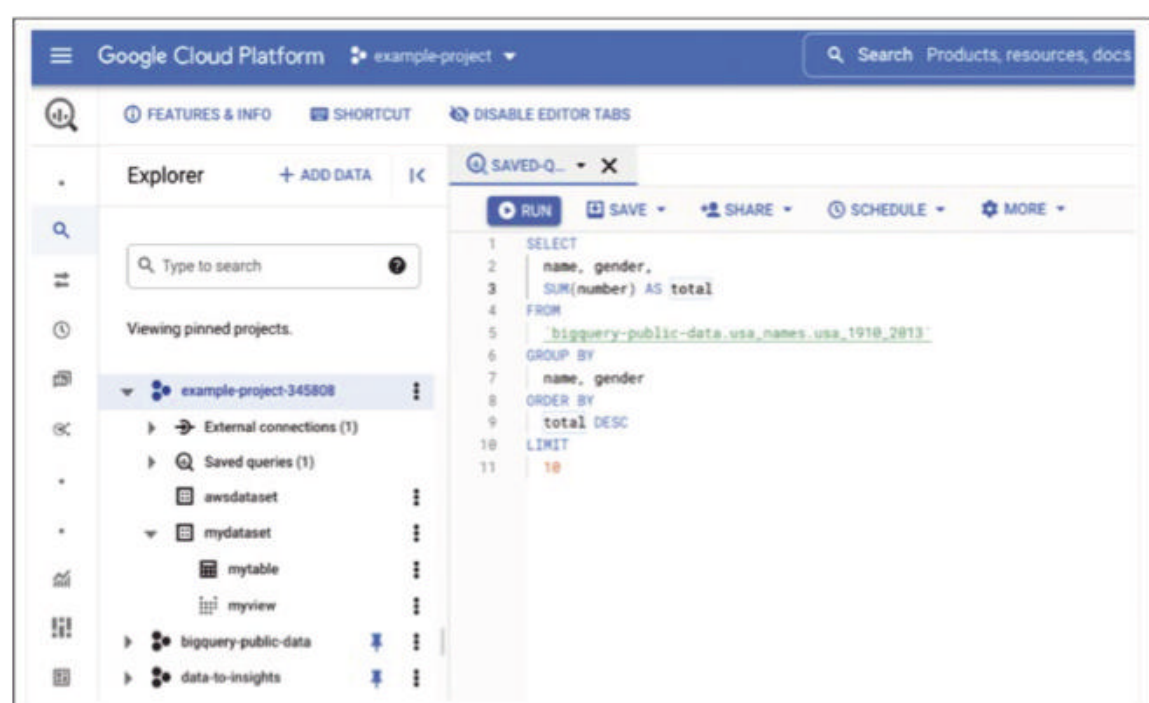 Google Cloud Platform example-project Search Products, resources, docs
FEATURES & INFO SHORTCUT DISABLE EDITOR TABS
Explorer + ADD DATA
Type to search
Viewing pinned projects.
example-project-345808
External connections (1)
Saved queries (1)
awsdataset
mydataset
mytable
myview
bigquery-public-data
data-to-insights
SAVED-Q...
RUN SAVE SHARE SCHEDULE MORE
1 SELECT
2 name, gender,
3 SUM(number) AS total
4 FROM
5 `bigquery-public-data.usa_names.usa_1910_2013`
6 GROUP BY
7 name, gender
8 ORDER BY
9 total DESC
10 LIMIT
11 10